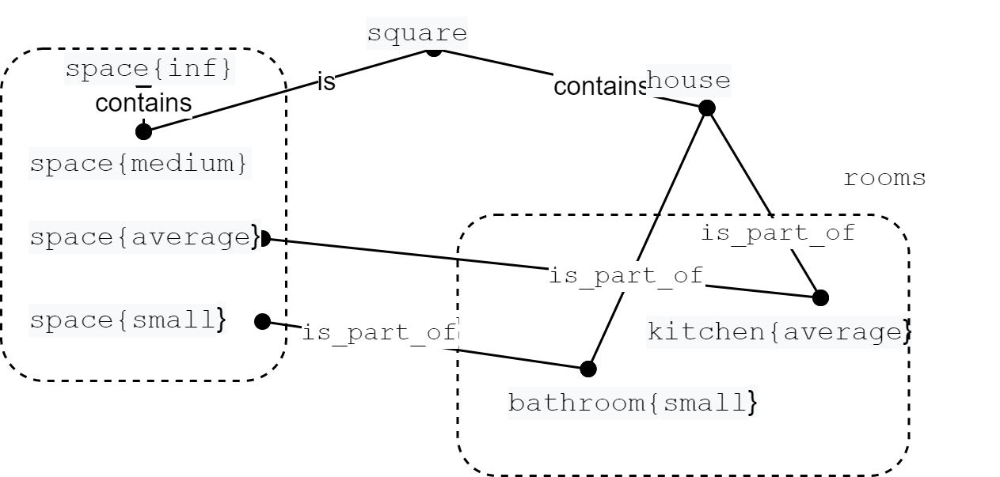 square
space{inf}
is
contains
house
contains
space{medium}
rooms
is_part_of
space{average}
is_part_of
space{small}
is_part_of
kitchen{average}
bathroom{small}